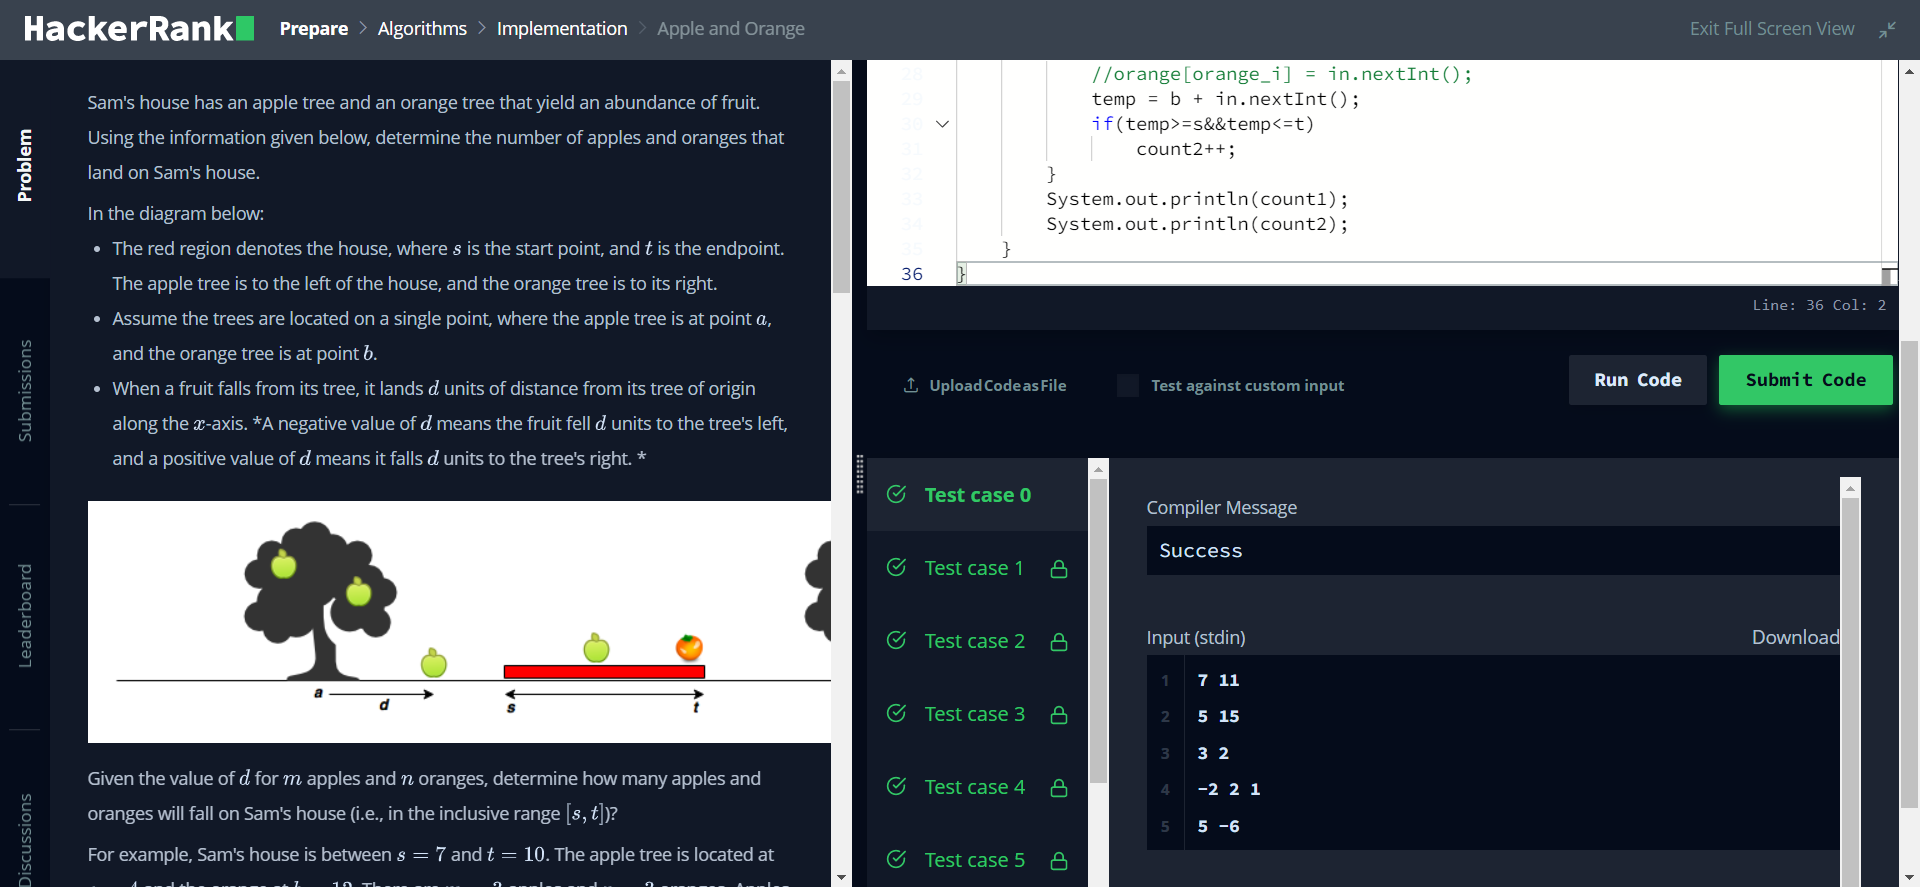 HackerRank
Prepare > Algorithms > Implementation > Apple and Orange
Exit Full Screen View
Problem
Submissions
Leaderboard
Discussions
Sam's house has an apple tree and an orange tree that yield an abundance of fruit.
Using the information given below, determine the number of apples and oranges that
land on Sam's house.
In the diagram below:
• The red region denotes the house, where s is the start point, and t is the endpoint.
The apple tree is to the left of the house, and the orange tree is to its right.
• Assume the trees are located on a single point, where the apple tree is at point a,
and the orange tree is at point b.
• When a fruit falls from its tree, it lands d units of distance from its tree of origin
along the x-axis. *A negative value of d means the fruit fell d units to the tree's left,
and a positive value of d means it falls d units to the tree's right. *
a d s t
Given the value of d for m apples and n oranges, determine how many apples and
oranges will fall on Sam's house (i.e., in the inclusive range [s, t])?
For example, Sam's house is between s = 7 and t = 10. The apple tree is located at
28 //orange[orange_i] = in.nextInt();
29 temp = b + in.nextInt();
30 if(temp>=s&&temp<=t)
31 count2++;
32 }
33 System.out.println(count1);
34 System.out.println(count2);
35 }
36 }
Line: 36 Col: 2
Upload Code as File
Test against custom input
Run Code
Submit Code
Test case 0
Test case 1
Test case 2
Test case 3
Test case 4
Test case 5
Compiler Message
Success
Input (stdin)
Download
1 7 11
2 5 15
3 3 2
4 -2 2 1
5 5 -6